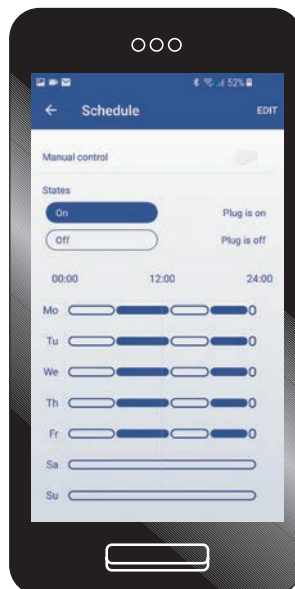 52%
← Schedule EDIT
Manual control
States
On Plug is on
Off Plug is off
00:00 12:00 24:00
Mo
Tu
We
Th
Fr
Sa
Su